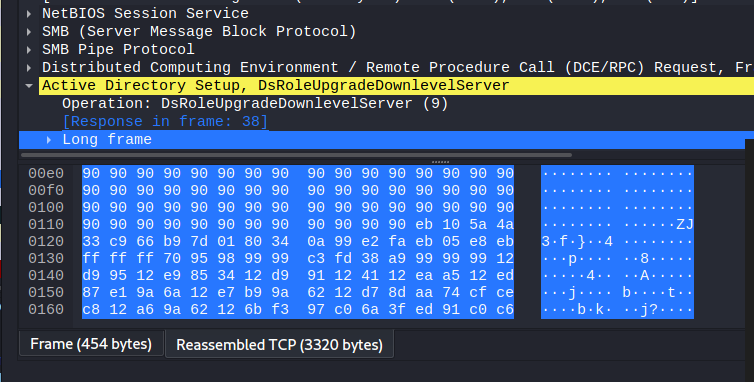 NetBIOS Session Service
SMB (Server Message Block Protocol)
SMB Pipe Protocol
Distributed Computing Environment / Remote Procedure Call (DCE/RPC) Request, Fr
Active Directory Setup, DsRoleUpgradeDownlevelServer
Operation: DsRoleUpgradeDownlevelServer (9)
[Response in frame: 38]
Long frame
00e0 90 90 90 90 90 90 90 90 90 90 90 90 90 90 90 90 ········ ········
00f0 90 90 90 90 90 90 90 90 90 90 90 90 90 90 90 90 ········ ········
0100 90 90 90 90 90 90 90 90 90 90 90 90 90 90 90 90 ········ ········
0110 90 90 90 90 90 90 90 90 90 90 90 90 eb 10 5a 4a ········ ······ZJ
0120 33 c9 66 b9 7d 01 80 34 0a 99 e2 fa eb 05 e8 eb 3·f·}··4 ········
0130 ff ff ff 70 95 98 99 99 c3 fd 38 a9 99 99 99 12 ···p···· ··8·····
0140 d9 95 12 e9 85 34 12 d9 91 12 41 12 ea a5 12 ed ·····4·· ··A·····
0150 87 e1 9a 6a 12 e7 b9 9a 62 12 d7 8d aa 74 cf ce ···j···· b····t··
0160 c8 12 a6 9a 62 12 6b f3 97 c0 6a 3f ed 91 c0 c6 ····b·k· ··j?····
Frame (454 bytes)
Reassembled TCP (3320 bytes)